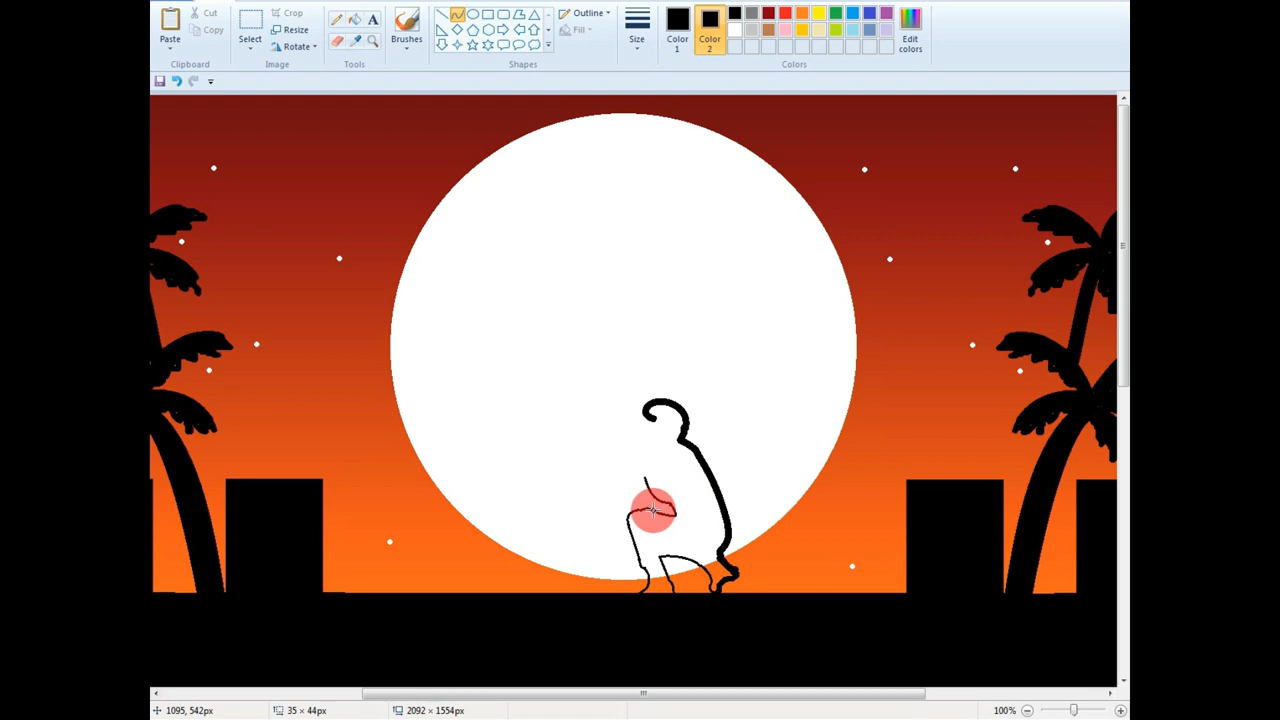 Cut
Crop
Outline
Copy
Resize
Fill
Paste
Select
Rotate
Brushes
Size
Color
1
Color
2
Edit
colors
Clipboard
Image
Tools
Shapes
Colors
A
1095, 542px
35 × 44px
2092 × 1554px
100%